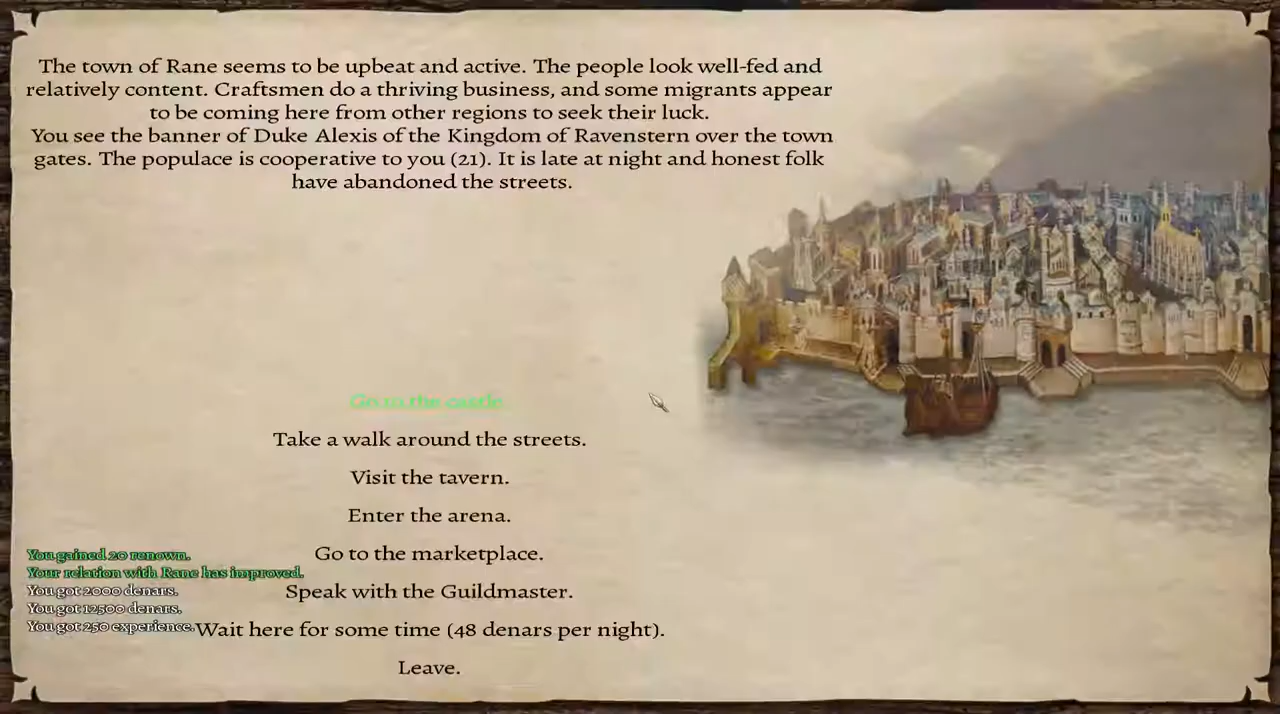 The town of Rane seems to be upbeat and active. The people look well-fed and
relatively content. Craftsmen do a thriving business, and some migrants appear
to be coming here from other regions to seek their luck.
You see the banner of Duke Alexis of the Kingdom of Ravenstern over the town
gates. The populace is cooperative to you (21). It is late at night and honest folk
have abandoned the streets.
Go to the castle.
Take a walk around the streets.
Visit the tavern.
Enter the arena.
Go to the marketplace.
Speak with the Guildmaster.
Wait here for some time (48 denars per night).
Leave.
You gained 20 renown.
Your relation with Rane has improved.
You got 2000 denars.
You got 12500 denars.
You got 250 experience.